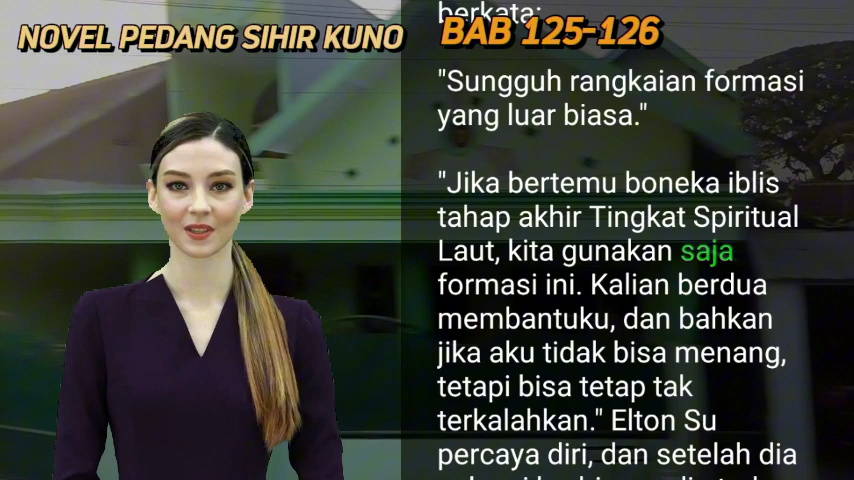 NOVEL PEDANG SIHIR KUNO
BAB 125-126
berkata:
"Sungguh rangkaian formasi
yang luar biasa."
"Jika bertemu boneka iblis
tahap akhir Tingkat Spiritual
Laut, kita gunakan saja
formasi ini. Kalian berdua
membantuku, dan bahkan
jika aku tidak bisa menang,
tetapi bisa tetap tak
terkalahkan." Elton Su
percaya diri, dan setelah dia